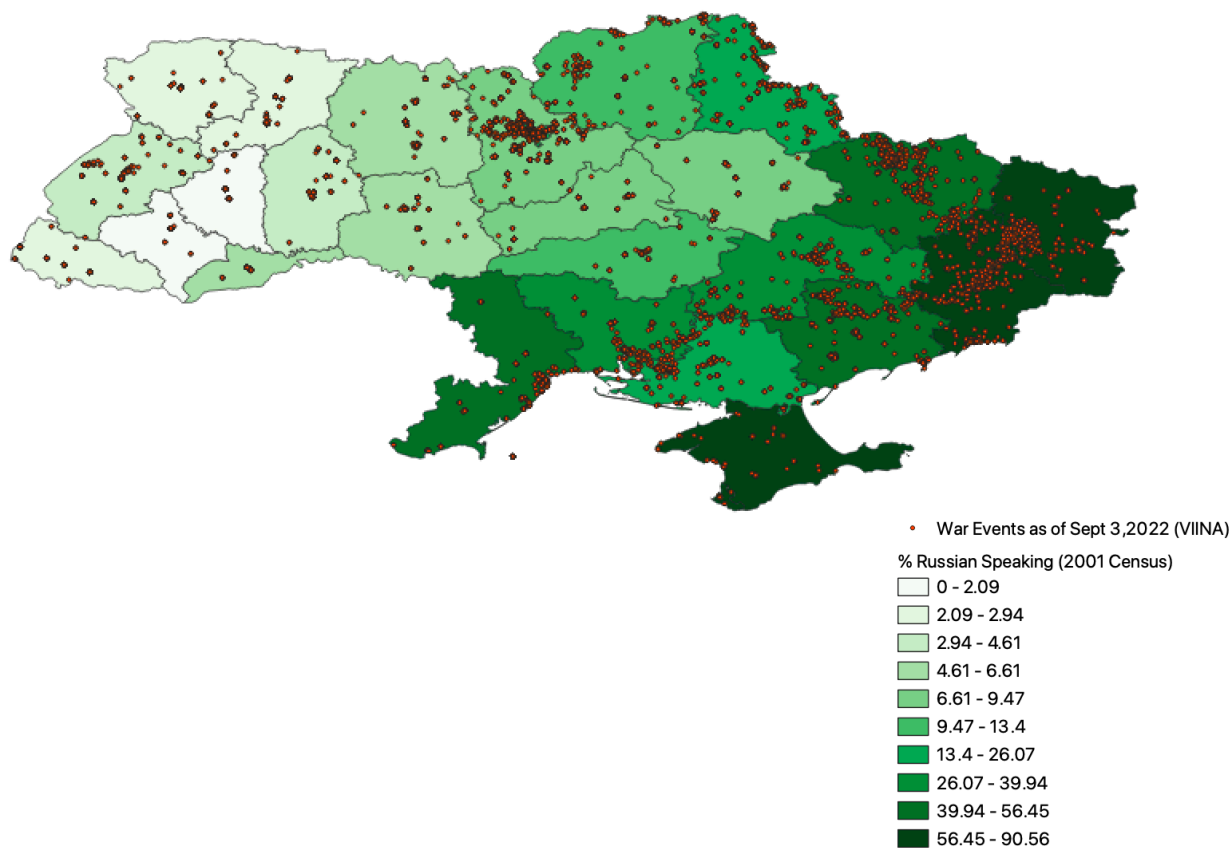 War Events as of Sept 3,2022 (VIINA)
% Russian Speaking (2001 Census)
0 - 2.09
2.09 - 2.94
2.94 - 4.61
4.61 - 6.61
6.61 - 9.47
9.47 - 13.4
13.4 - 26.07
26.07 - 39.94
39.94 - 56.45
56.45 - 90.56